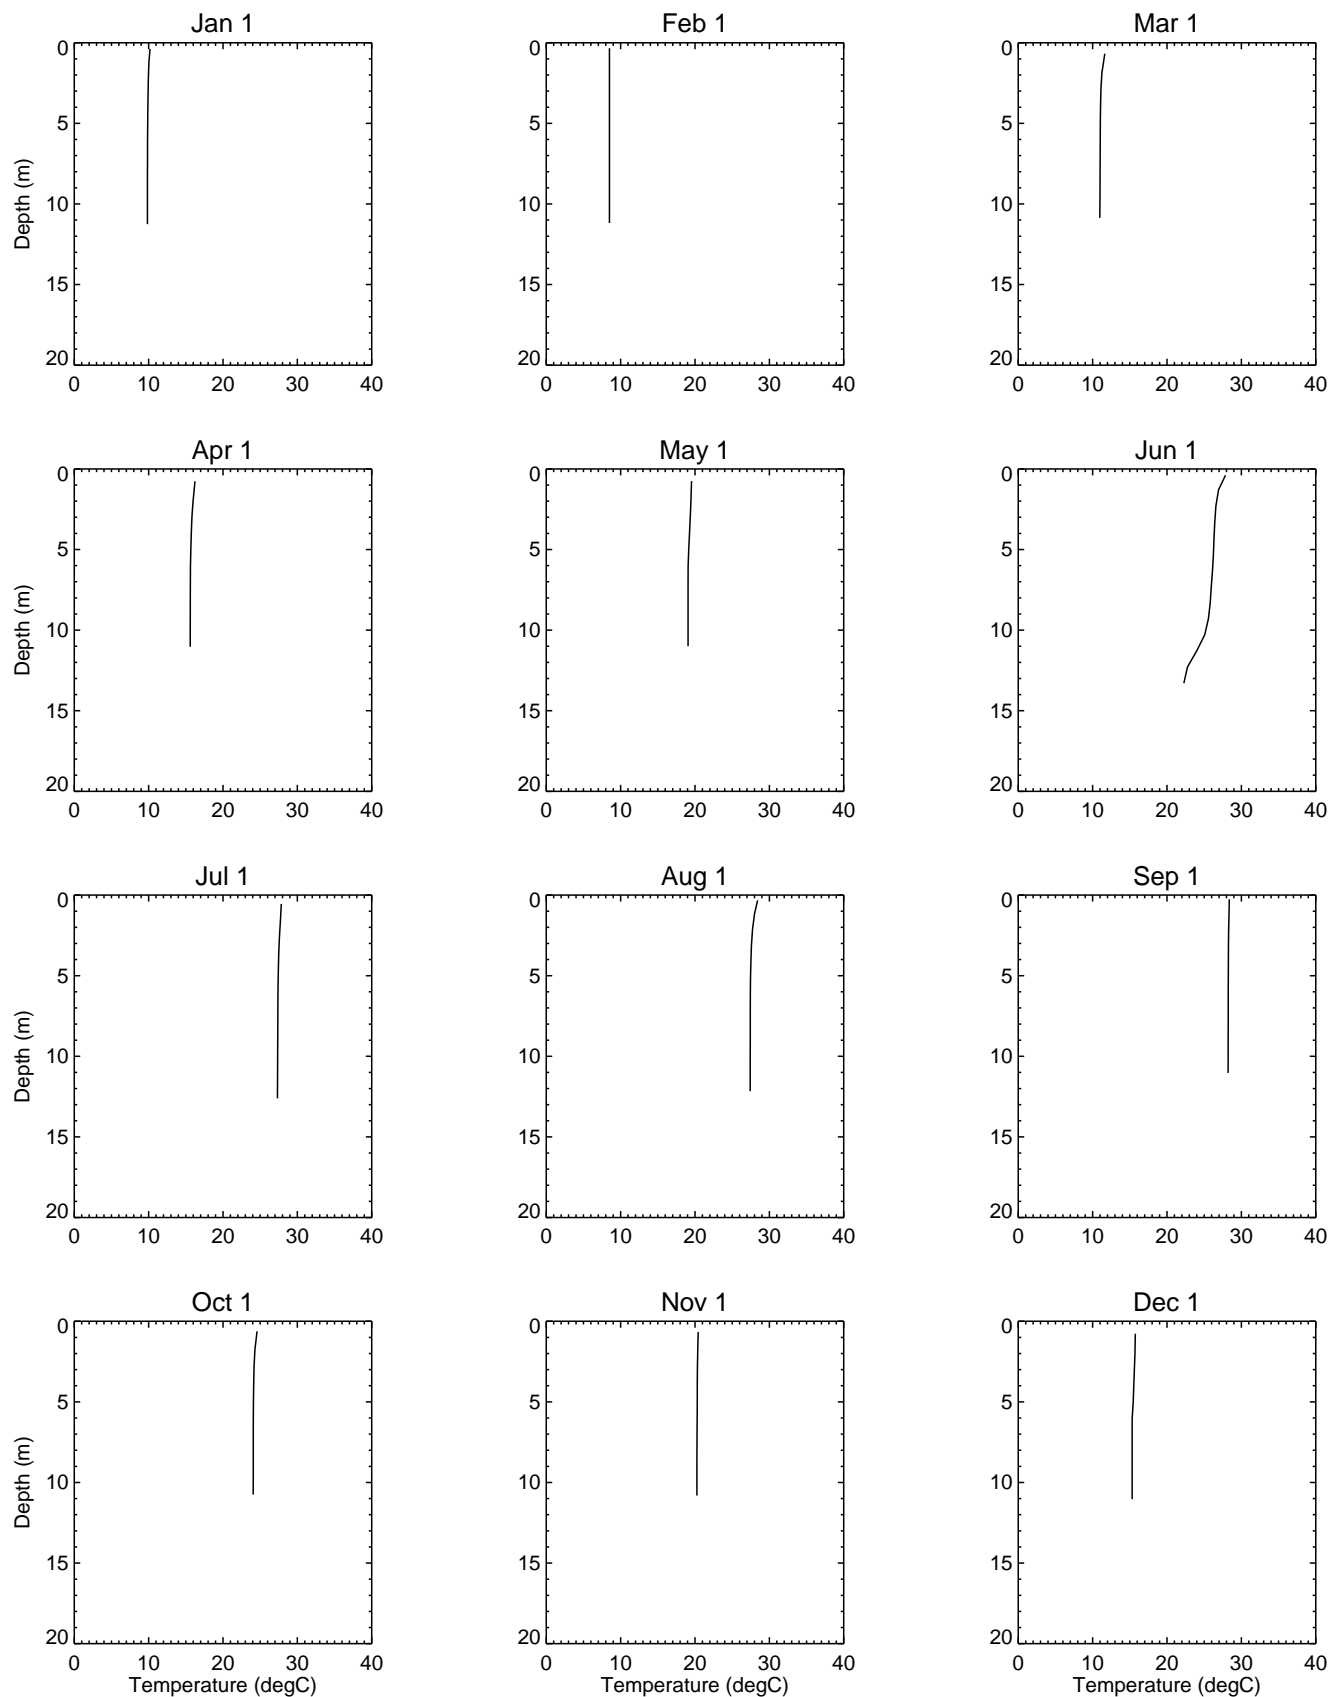 Jan 1 Feb 1 Mar 1
0 0 0
5 5 5
10 10 10
15 15 15
20 20 20
Depth (m)
0 10 20 30 40 0 10 20 30 40 0 10 20 30 40
Apr 1 May 1 Jun 1
0 0 0
5 5 5
10 10 10
15 15 15
20 20 20
Depth (m)
0 10 20 30 40 0 10 20 30 40 0 10 20 30 40
Jul 1 Aug 1 Sep 1
0 0 0
5 5 5
10 10 10
15 15 15
20 20 20
Depth (m)
0 10 20 30 40 0 10 20 30 40 0 10 20 30 40
Oct 1 Nov 1 Dec 1
0 0 0
5 5 5
10 10 10
15 15 15
20 20 20
Depth (m)
0 10 20 30 40 0 10 20 30 40 0 10 20 30 40
Temperature (degC) Temperature (degC) Temperature (degC)